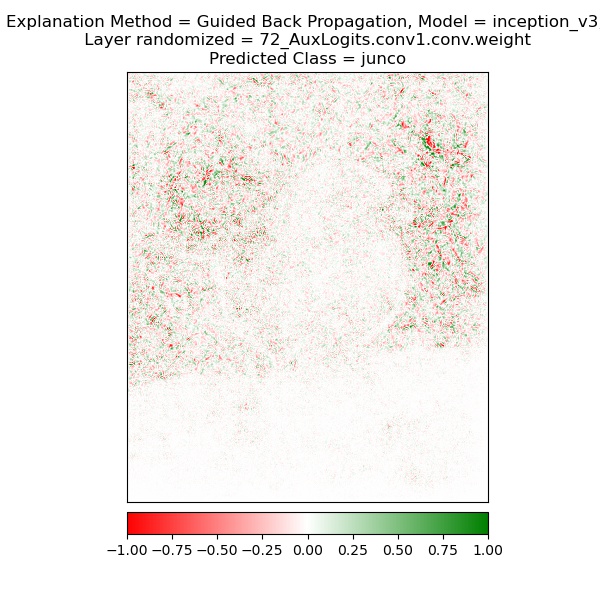 Explanation Method = Guided Back Propagation, Model = inception_v3
Layer randomized = 72_AuxLogits.conv1.conv.weight
Predicted Class = junco
−1.00 −0.75 −0.50 −0.25 0.00 0.25 0.50 0.75 1.00